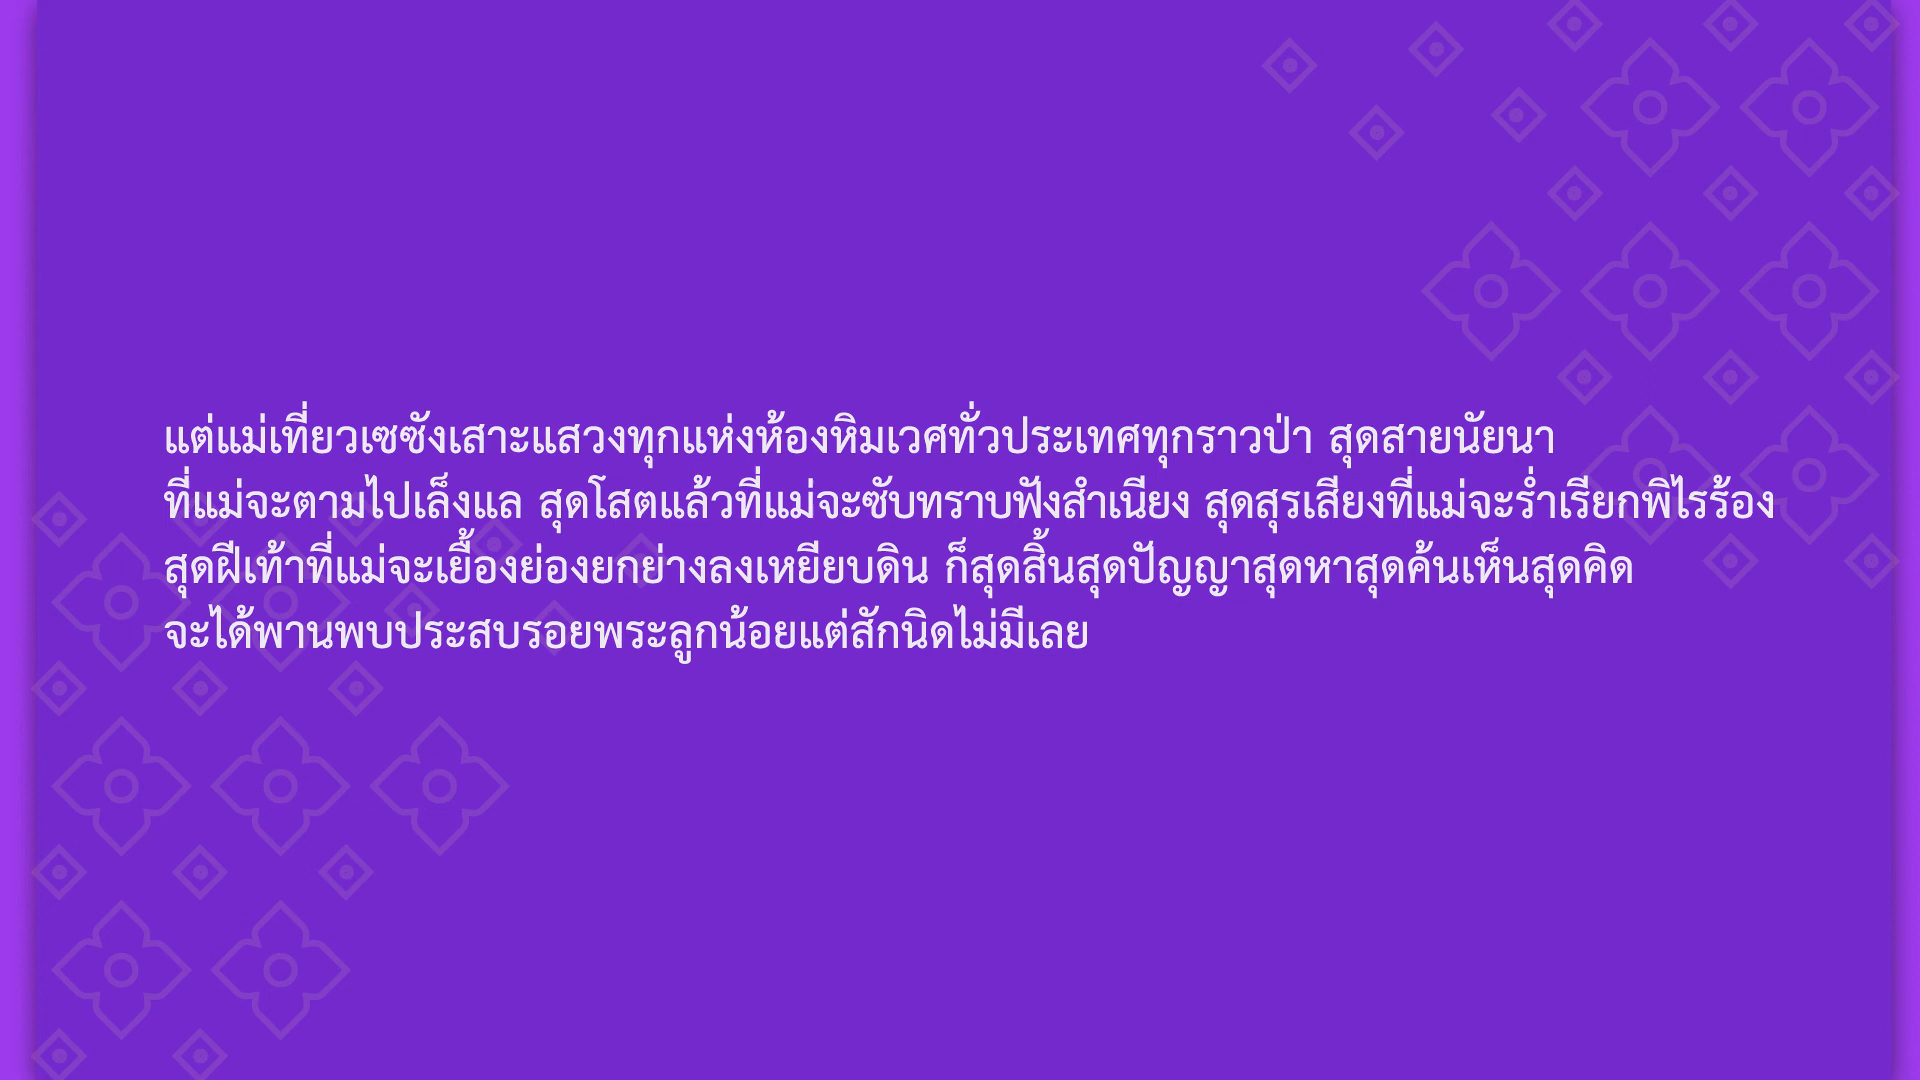 แต่แม่เที่ยวเซซังเสาะแสวงทุกแห่งห้องหิมเวศทั่วประเทศทุกราวป่า สุดสายนัยนา
ที่แม่จะตามไปเล็งแล สุดโสตแล้วที่แม่จะซับทราบฟังสำเนียง สุดสุรเสียงที่แม่จะร่ำเรียกพิไรร้อง
สุดฝีเท้าที่แม่จะเยื้องย่องยกย่างลงเหยียบดิน ก็สุดสิ้นสุดปัญญาสุดหาสุดค้นเห็นสุดคิด
จะได้พานพบประสบรอยพระลูกน้อยแต่สักนิดไม่มีเลย